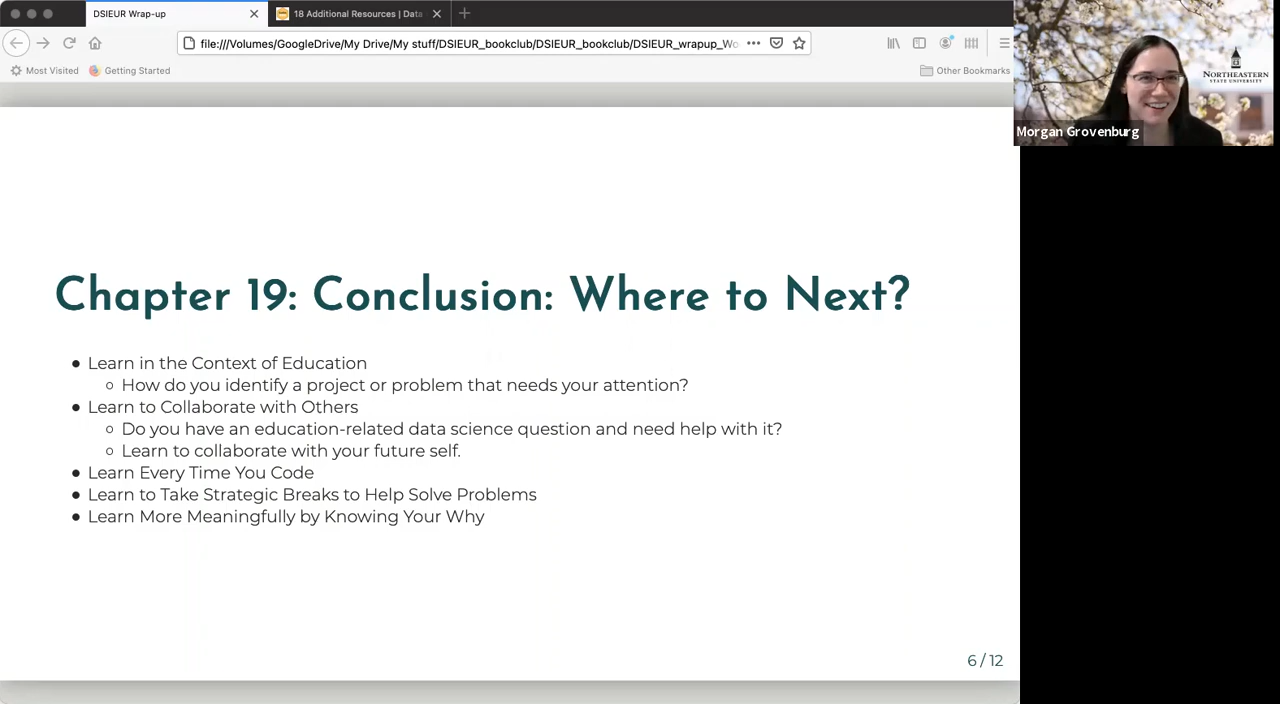 DSIEUR Wrap-up
18 Additional Resources | Data
file:///Volumes/GoogleDrive/My Drive/My stuff/DSIEUR_bookclub/DSIEUR_bookclub/DSIEUR_wrapup_Wo
Most Visited
Getting Started
Other Bookmarks
NORTHEASTERN
STATE UNIVERSITY
Morgan Grovenburg
Chapter 19: Conclusion: Where to Next?
● Learn in the Context of Education
○ How do you identify a project or problem that needs your attention?
● Learn to Collaborate with Others
○ Do you have an education-related data science question and need help with it?
○ Learn to collaborate with your future self.
● Learn Every Time You Code
● Learn to Take Strategic Breaks to Help Solve Problems
● Learn More Meaningfully by Knowing Your Why
6 / 12